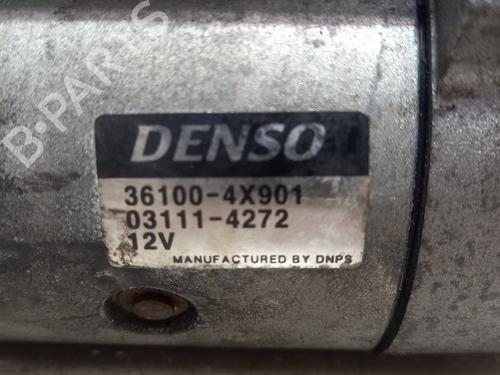 B-PARTS
DENSO
36100-4X901
03111-4272
12V
MANUFACTURED BY DNPS